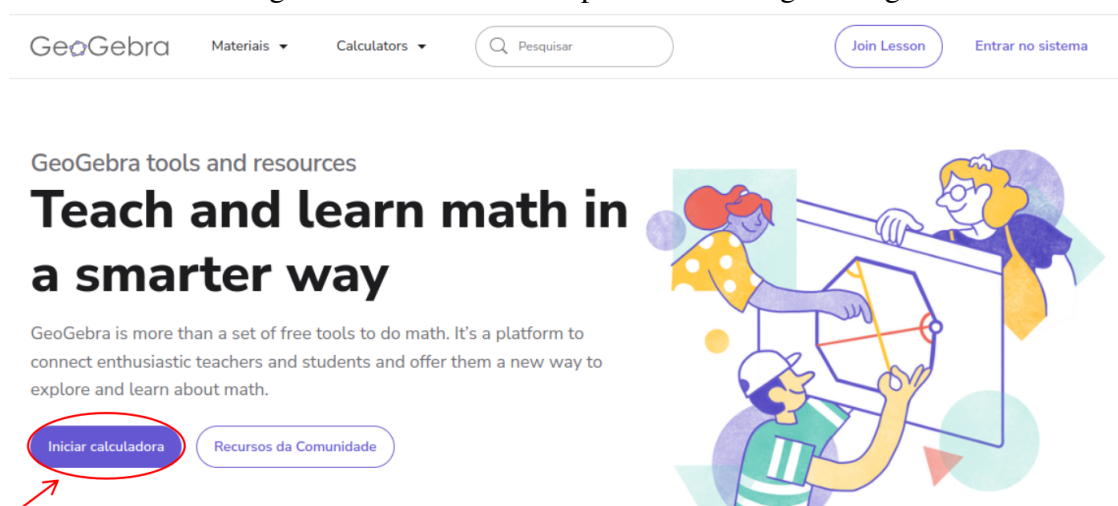 GeoGebra Materiais Calculators Pesquisar Join Lesson Entrar no sistema
GeoGebra tools and resources
Teach and learn math in
a smarter way
GeoGebra is more than a set of free tools to do math. It's a platform to
connect enthusiastic teachers and students and offer them a new way to
explore and learn about math.
Iniciar calculadora Recursos da Comunidade